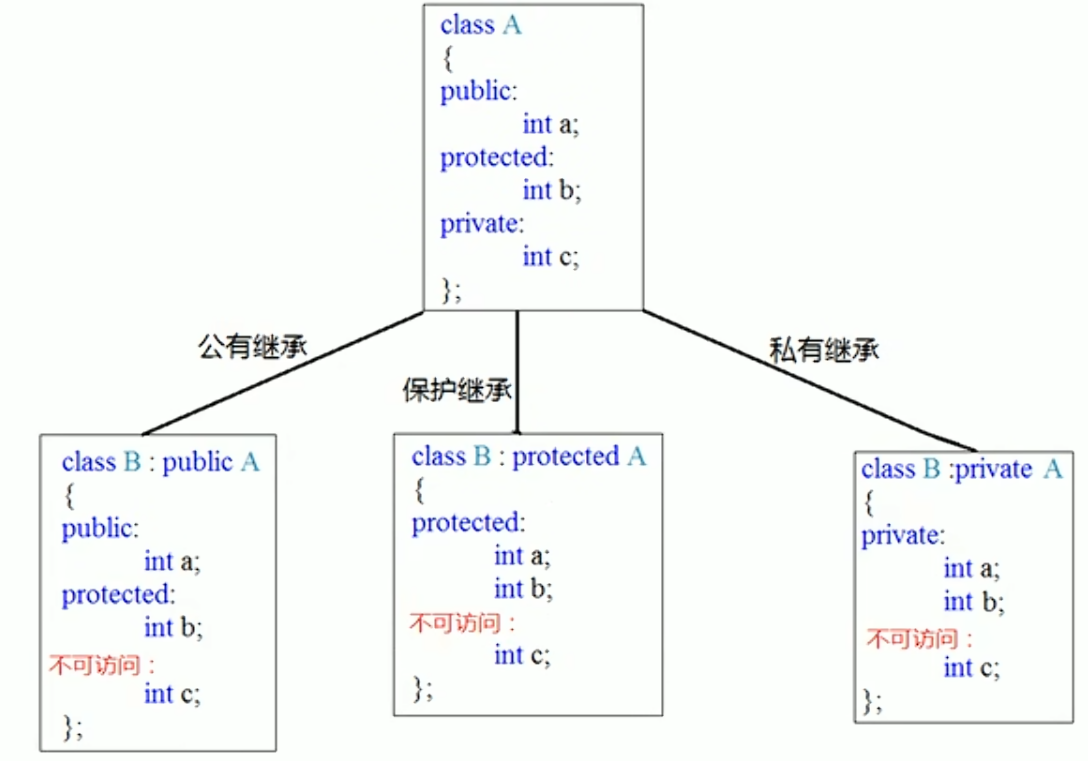 class A
{
public:
int a;
protected:
int b;
private:
int c;
};
公有继承
保护继承
私有继承
class B : public A
{
public:
int a;
protected:
int b;
不可访问：
int c;
};
class B : protected A
{
protected:
int a;
int b;
不可访问：
int c;
};
class B :private A
{
private:
int a;
int b;
不可访问：
int c;
};